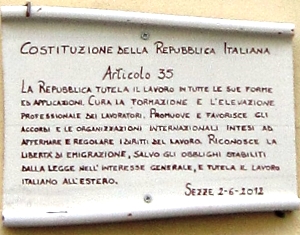 COSTITUZIONE DELLA REPUBBLICA ITALIANA
ARTICOLO 35
LA REPUBBLICA TUTELA IL LAVORO IN TUTTE LE SUE FORME
ED APPLICAZIONI. CURA LA FORMAZIONE E L'ELEVAZIONE
PROFESSIONALE DEI LAVORATORI. PROMUOVE E FAVORISCE GLI
ACCORDI E LE ORGANIZZAZIONI INTERNAZIONALI INTESI AD
AFFERMARE E REGOLARE I DIRITTI DEL LAVORO. RICONOSCE LA
LIBERTÀ DI EMIGRAZIONE, SALVO GLI OBBLIGHI STABILITI
DALLA LEGGE NELL'INTERESSE GENERALE, E TUTELA IL LAVORO
ITALIANO ALL'ESTERO.
SEZZE 2-6-2012